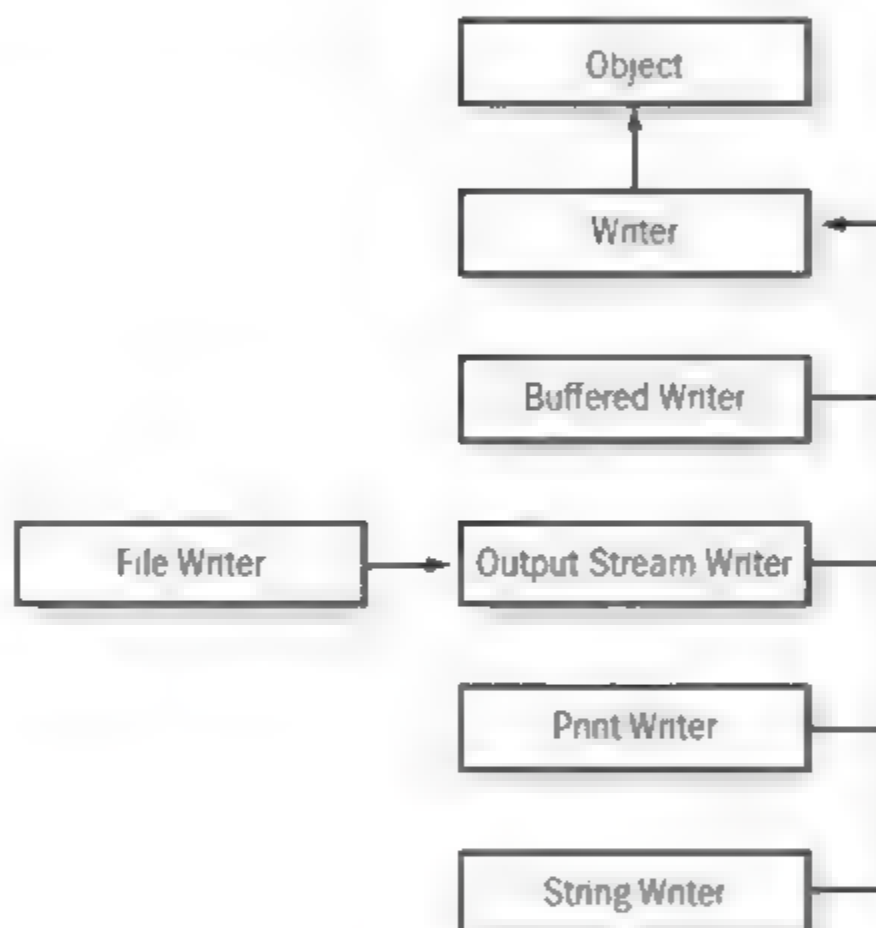 Object
Writer
Buffered Writer
File Writer
Output Stream Writer
Print Writer
String Writer